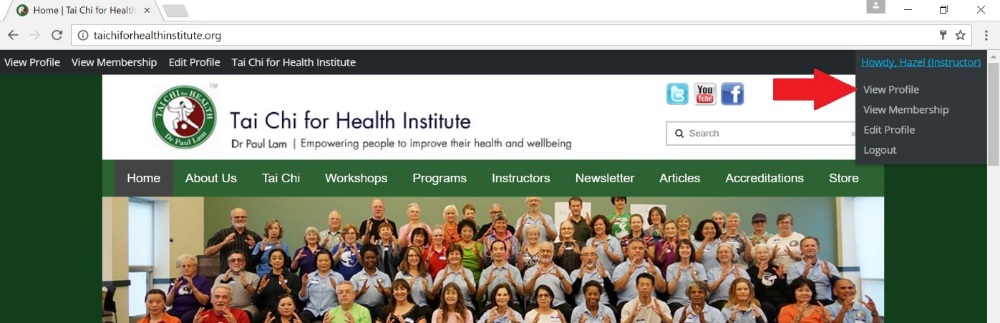 Home | Tai Chi for Health
taichiforhealthinstitute.org
View Profile View Membership Edit Profile Tai Chi for Health Institute
Howdy, Hazel (Instructor)
View Profile
View Membership
Edit Profile
Logout
TAI CHI for HEALTH
Dr Paul Lam
TM
Tai Chi for Health Institute
Dr Paul Lam | Empowering people to improve their health and wellbeing
You
Tube
Search
Home About Us Tai Chi Workshops Programs Instructors Newsletter Articles Accreditations Store